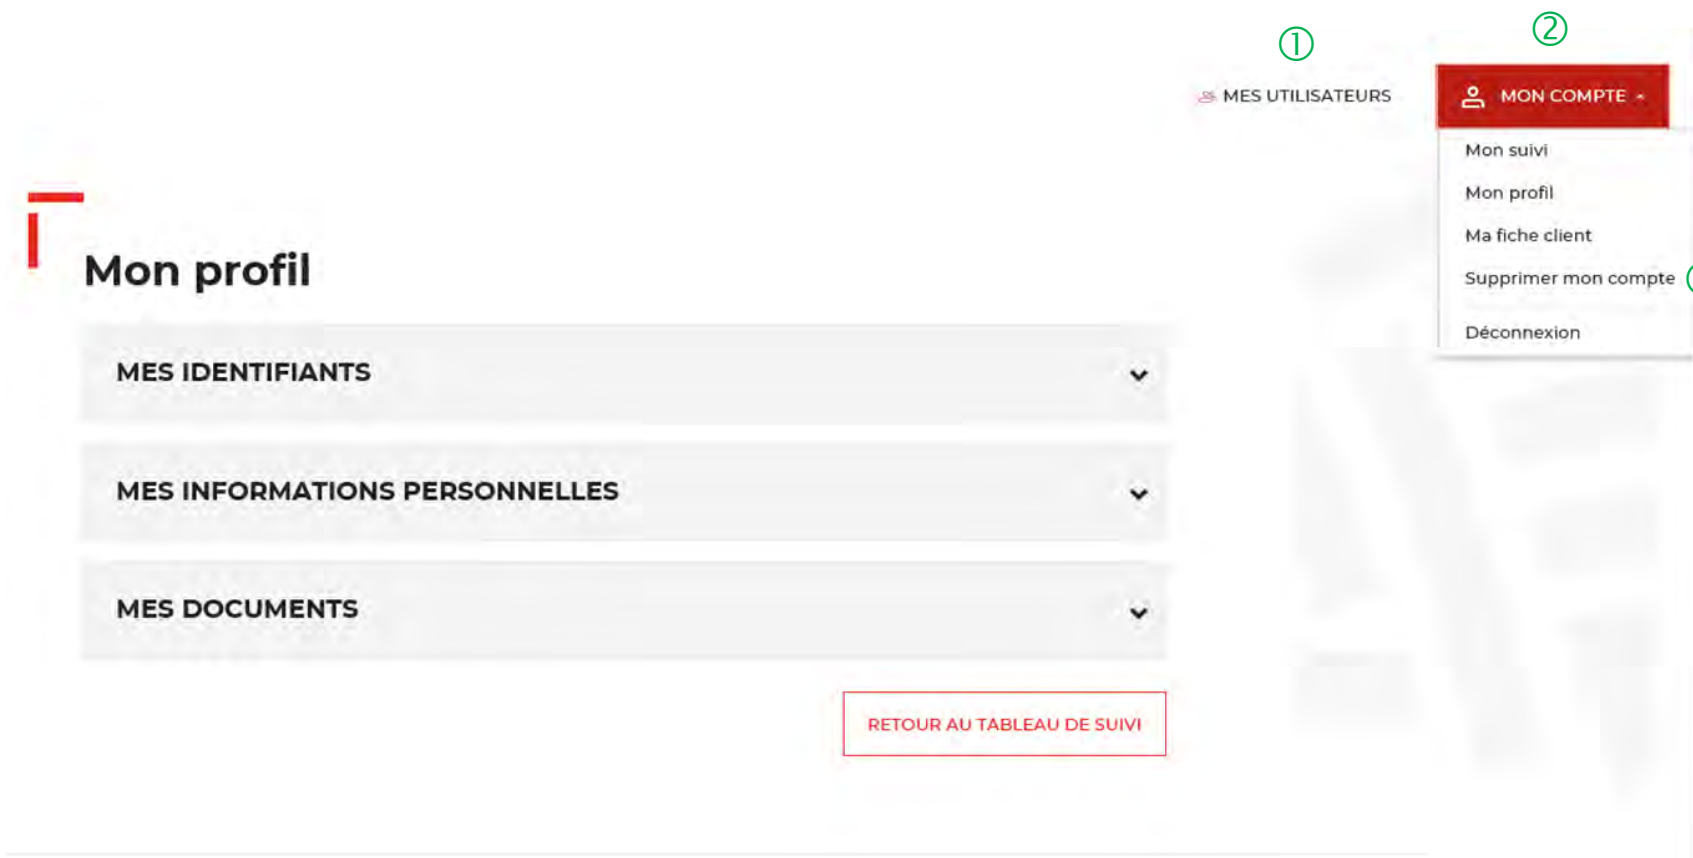 ① ②
MES UTILISATEURS MON COMPTE
Mon suivi
Mon profil
Ma fiche client
Supprimer mon compte
Déconnexion
Mon profil
MES IDENTIFIANTS
MES INFORMATIONS PERSONNELLES
MES DOCUMENTS
RETOUR AU TABLEAU DE SUIVI